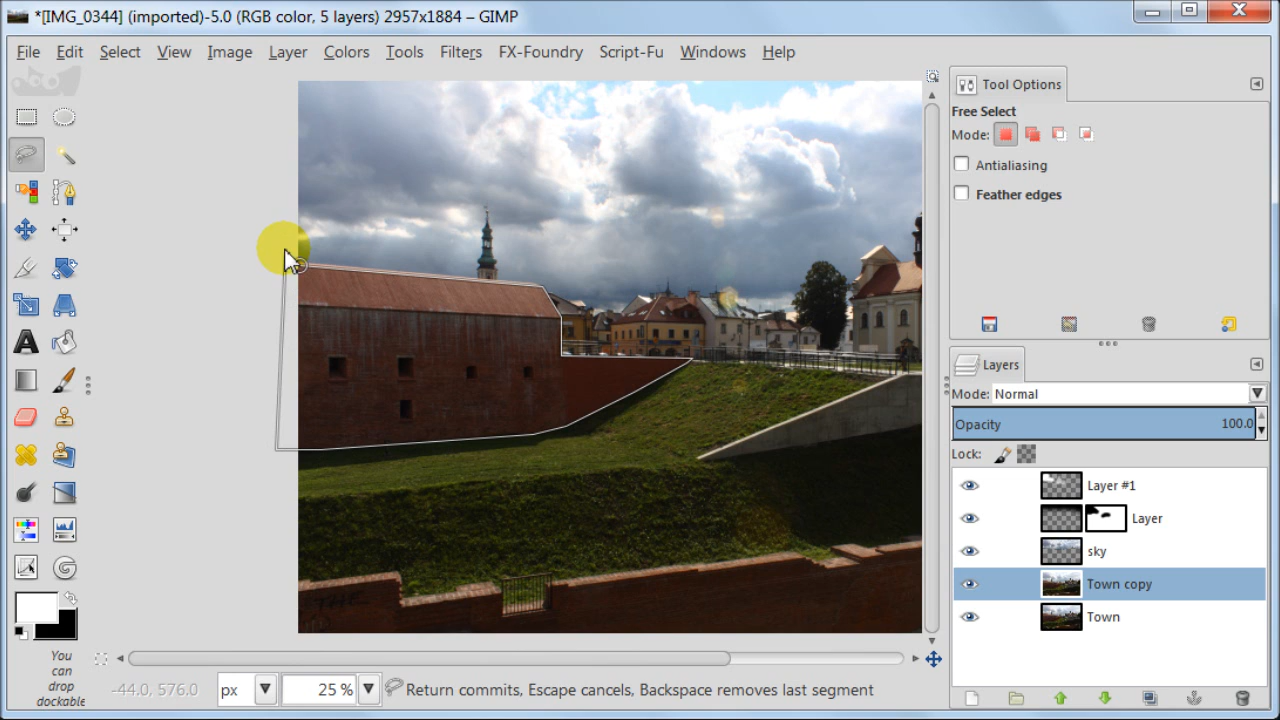 *[IMG_0344] (imported)-5.0 (RGB color, 5 layers) 2957x1884 – GIMP
File Edit Select View Image Layer Colors Tools Filters FX-Foundry Script-Fu Windows Help
Tool Options
Free Select
Mode:
Antialiasing
Feather edges
Layers
Mode: Normal
Opacity 100.0
Lock:
Layer #1
Layer
sky
Town copy
Town
You
can
drop
dockable
-44.0, 576.0 px 25 % Return commits, Escape cancels, Backspace removes last segment